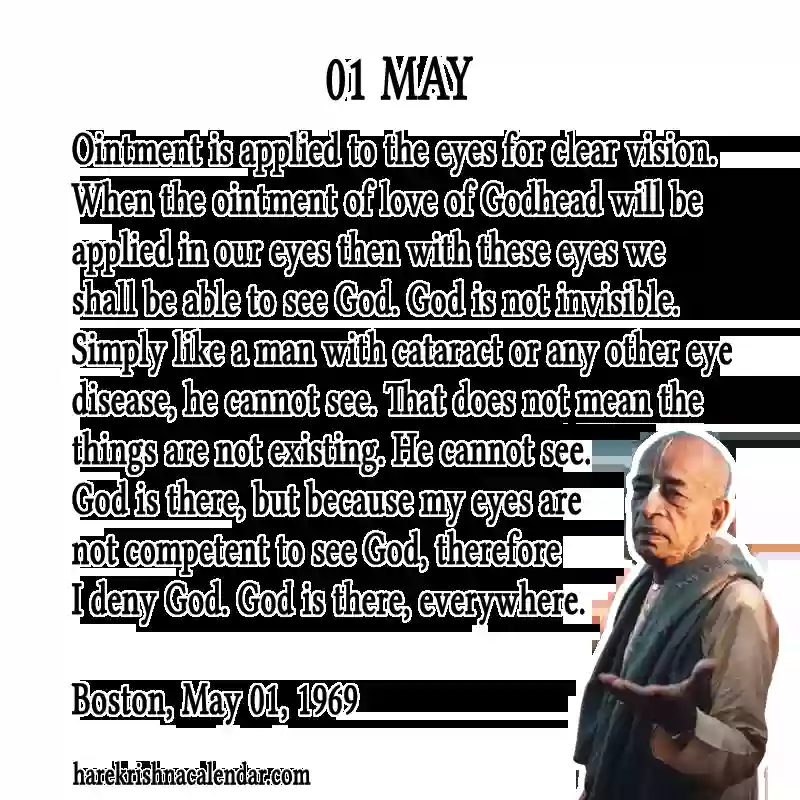 01 MAY
Ointment is applied to the eyes for clear vision.
When the ointment of love of Godhead will be
applied in our eyes then with these eyes we
shall be able to see God. God is not invisible.
Simply like a man with cataract or any other eye
disease, he cannot see. That does not mean the
things are not existing. He cannot see.
God is there, but because my eyes are
not competent to see God, therefore
I deny God. God is there, everywhere.
Boston, May 01, 1969
harekrishnacalendar.com